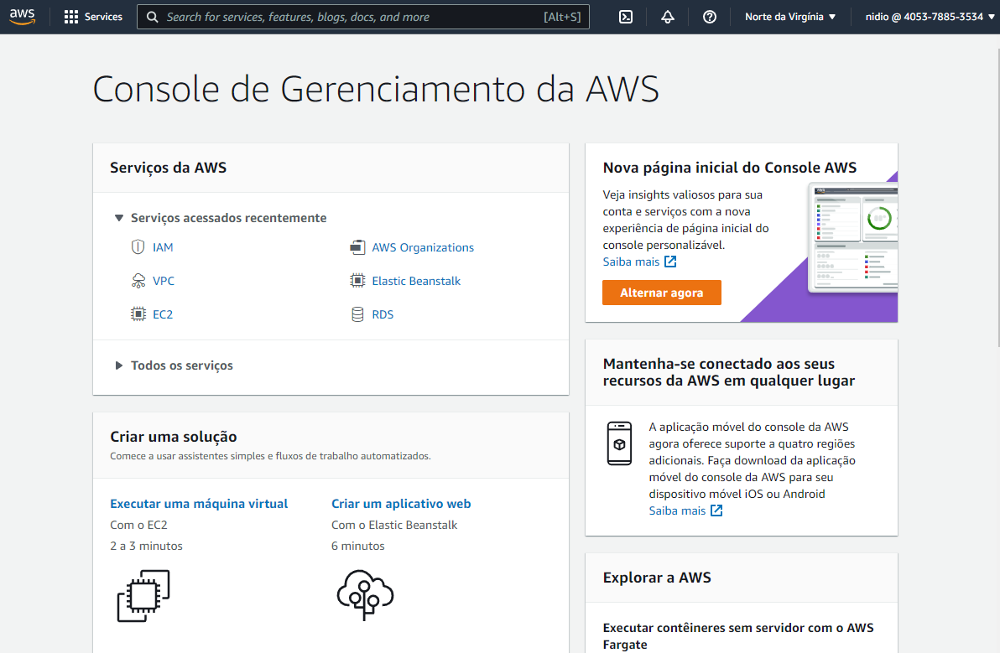 aws
Services
Search for services, features, blogs, docs, and more
[Alt+S]
Norte da Virgínia
nidio @ 4053-7885-3534
Console de Gerenciamento da AWS
Serviços da AWS
Serviços acessados recentemente
IAM
AWS Organizations
VPC
Elastic Beanstalk
EC2
RDS
Todos os serviços
Criar uma solução
Comece a usar assistentes simples e fluxos de trabalho automatizados.
Executar uma máquina virtual
Com o EC2
2 a 3 minutos
Criar um aplicativo web
Com o Elastic Beanstalk
6 minutos
Nova página inicial do Console AWS
Veja insights valiosos para sua
conta e serviços com a nova
experiência de página inicial do
console personalizável.
Saiba mais
Alternar agora
Mantenha-se conectado aos seus
recursos da AWS em qualquer lugar
A aplicação móvel do console da AWS
agora oferece suporte a quatro regiões
adicionais. Faça download da aplicação
móvel do console da AWS para seu
dispositivo móvel iOS ou Android
Saiba mais
Explorar a AWS
Executar contêineres sem servidor com o AWS
Fargate